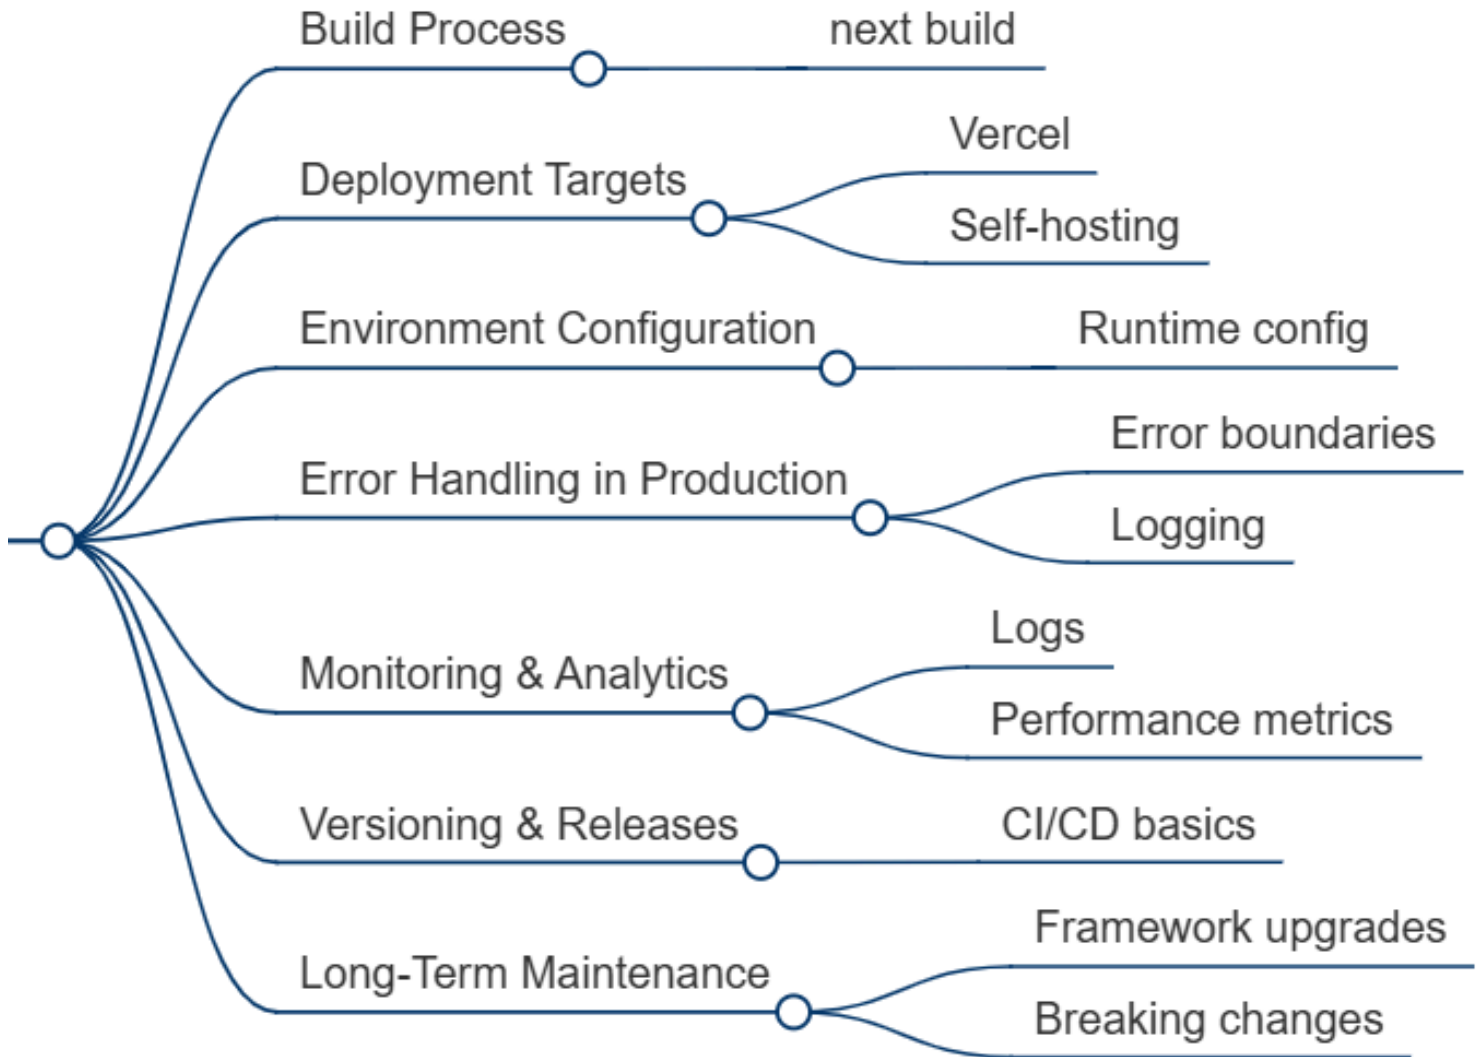 Build Process
next build
Deployment Targets
Vercel
Self-hosting
Environment Configuration
Runtime config
Error Handling in Production
Error boundaries
Logging
Monitoring & Analytics
Logs
Performance metrics
Versioning & Releases
CI/CD basics
Long-Term Maintenance
Framework upgrades
Breaking changes